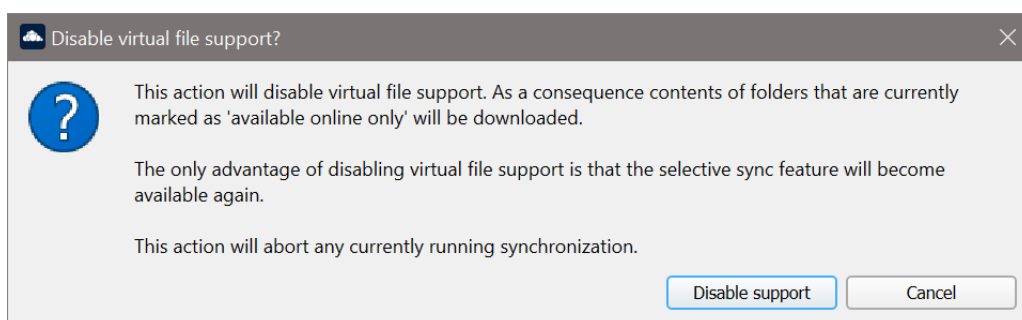 Disable virtual file support?
This action will disable virtual file support. As a consequence contents of folders that are currently
marked as 'available online only' will be downloaded.
The only advantage of disabling virtual file support is that the selective sync feature will become
available again.
This action will abort any currently running synchronization.
Disable support
Cancel